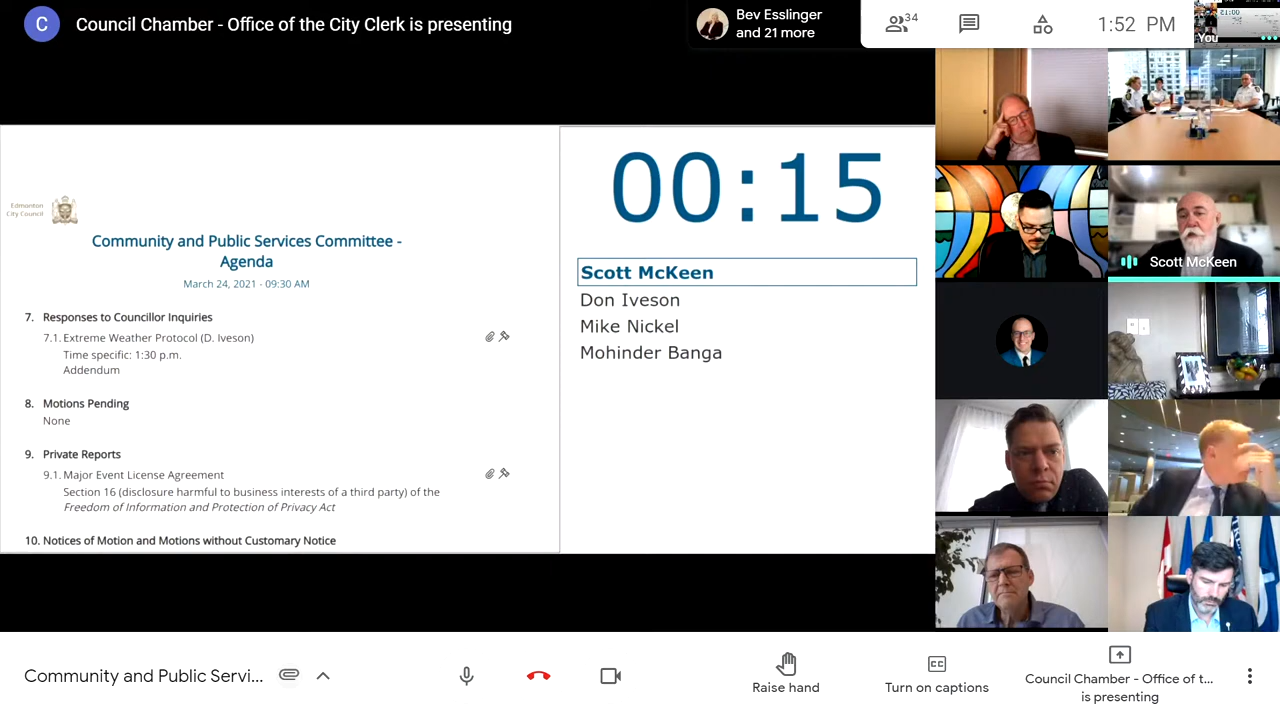 C
Council Chamber - Office of the City Clerk is presenting
Bev Esslinger
and 21 more
34
1:52 PM
You
Edmonton
City Council
Community and Public Services Committee -
Agenda
March 24, 2021 - 09:30 AM
7. Responses to Councillor Inquiries
7.1. Extreme Weather Protocol (D. Iveson)
Time specific: 1:30 p.m.
Addendum
8. Motions Pending
None
9. Private Reports
9.1. Major Event License Agreement
Section 16 (disclosure harmful to business interests of a third party) of the
Freedom of Information and Protection of Privacy Act
10. Notices of Motion and Motions without Customary Notice
00:15
Scott McKeen
Don Iveson
Mike Nickel
Mohinder Banga
Scott McKeen
Community and Public Servi...
Raise hand
CC
Turn on captions
Council Chamber - Office of t...
is presenting